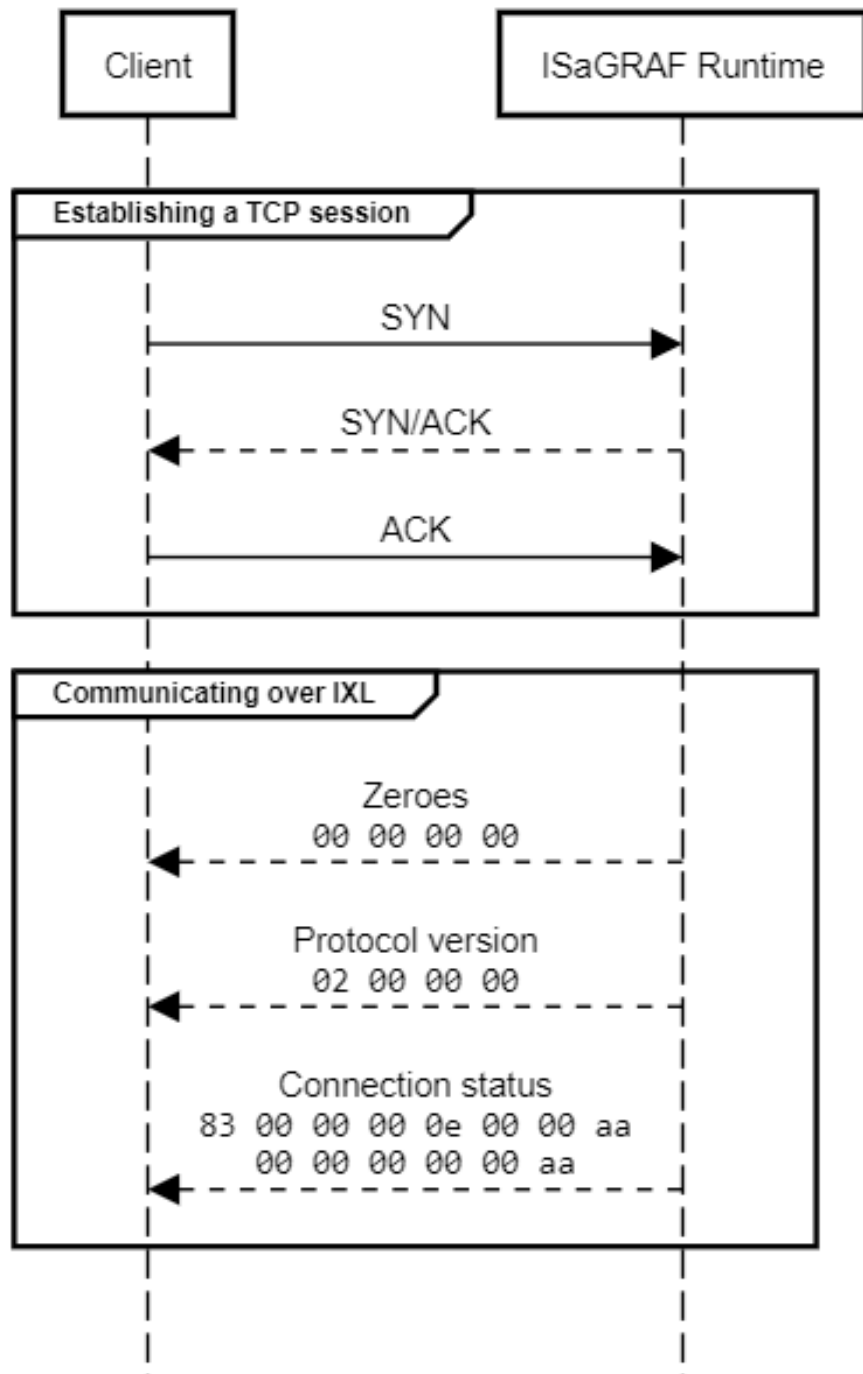 Client
ISaGRAF Runtime
Establishing a TCP session
SYN
SYN/ACK
ACK
Communicating over IXL
Zeroes
00 00 00 00
Protocol version
02 00 00 00
Connection status
83 00 00 00 0e 00 00 aa
00 00 00 00 00 aa